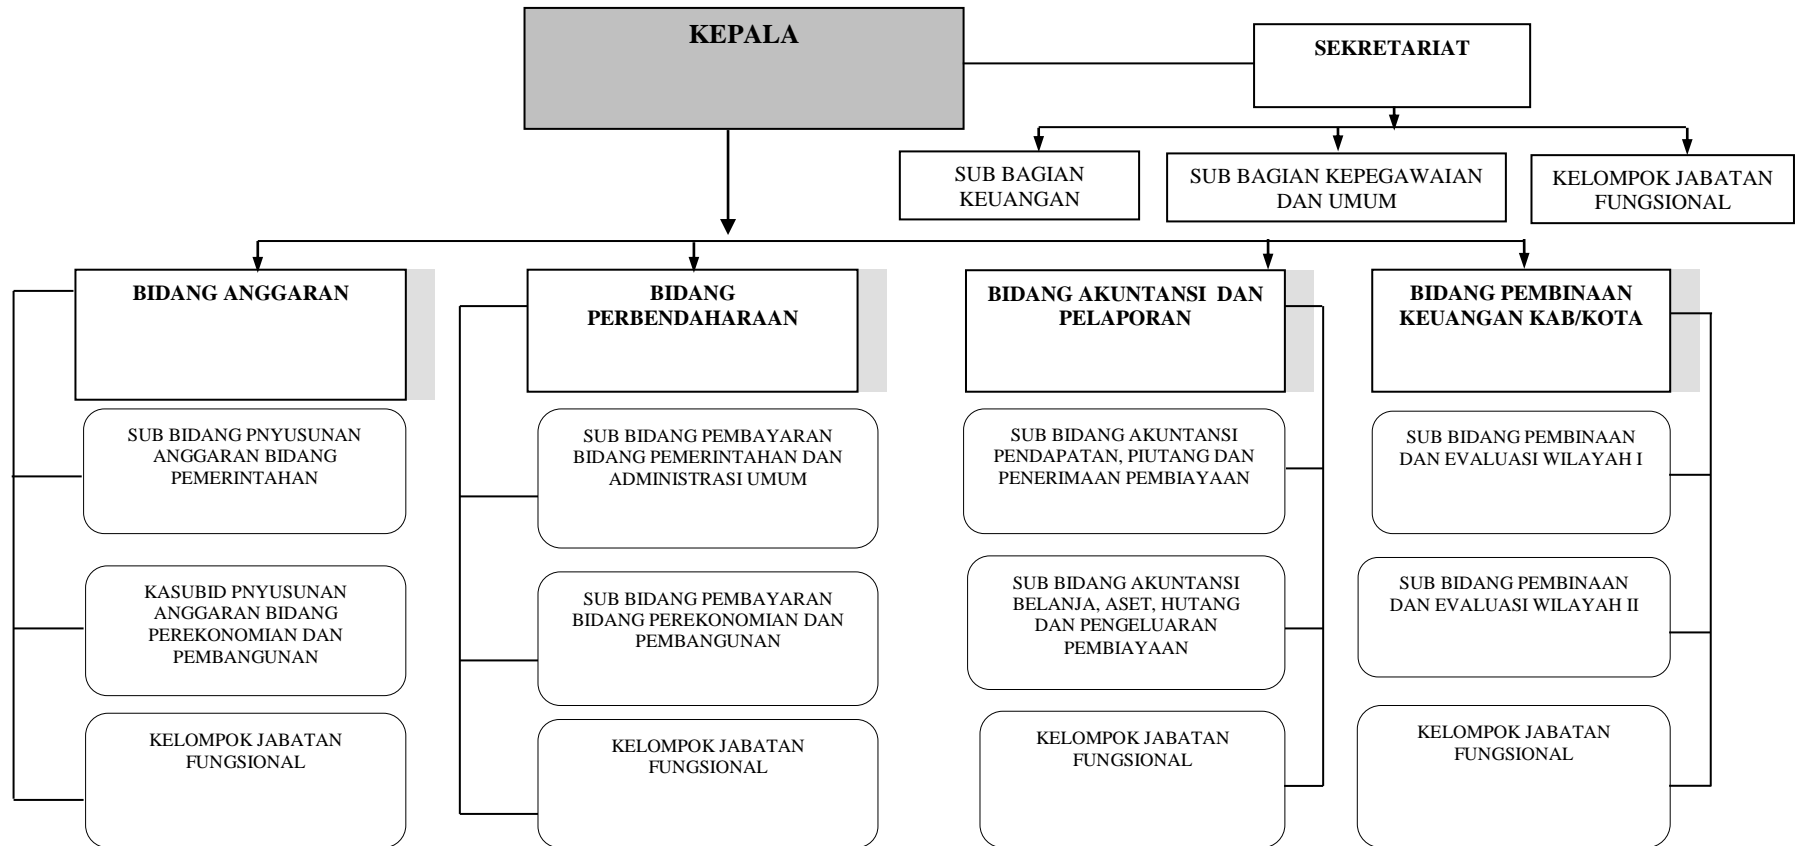 KEPALA
SEKRETARIAT
SUB BAGIAN
KEUANGAN
SUB BAGIAN KEPEGAWAIAN
DAN UMUM
KELOMPOK JABATAN
FUNGSIONAL
BIDANG ANGGARAN
SUB BIDANG PNYUSUNAN
ANGGARAN BIDANG
PEMERINTAHAN
KASUBID PNYUSUNAN
ANGGARAN BIDANG
PEREKONOMIAN DAN
PEMBANGUNAN
KELOMPOK JABATAN
FUNGSIONAL
BIDANG
PERBENDAHARAAN
SUB BIDANG PEMBAYARAN
BIDANG PEMERINTAHAN DAN
ADMINISTRASI UMUM
SUB BIDANG PEMBAYARAN
BIDANG PEREKONOMIAN DAN
PEMBANGUNAN
KELOMPOK JABATAN
FUNGSIONAL
BIDANG AKUNTANSI  DAN
PELAPORAN
SUB BIDANG AKUNTANSI
PENDAPATAN, PIUTANG DAN
PENERIMAAN PEMBIAYAAN
SUB BIDANG AKUNTANSI
BELANJA, ASET, HUTANG
DAN PENGELUARAN
PEMBIAYAAN
KELOMPOK JABATAN
FUNGSIONAL
BIDANG PEMBINAAN
KEUANGAN KAB/KOTA
SUB BIDANG PEMBINAAN
DAN EVALUASI WILAYAH I
SUB BIDANG PEMBINAAN
DAN EVALUASI WILAYAH II
KELOMPOK JABATAN
FUNGSIONAL